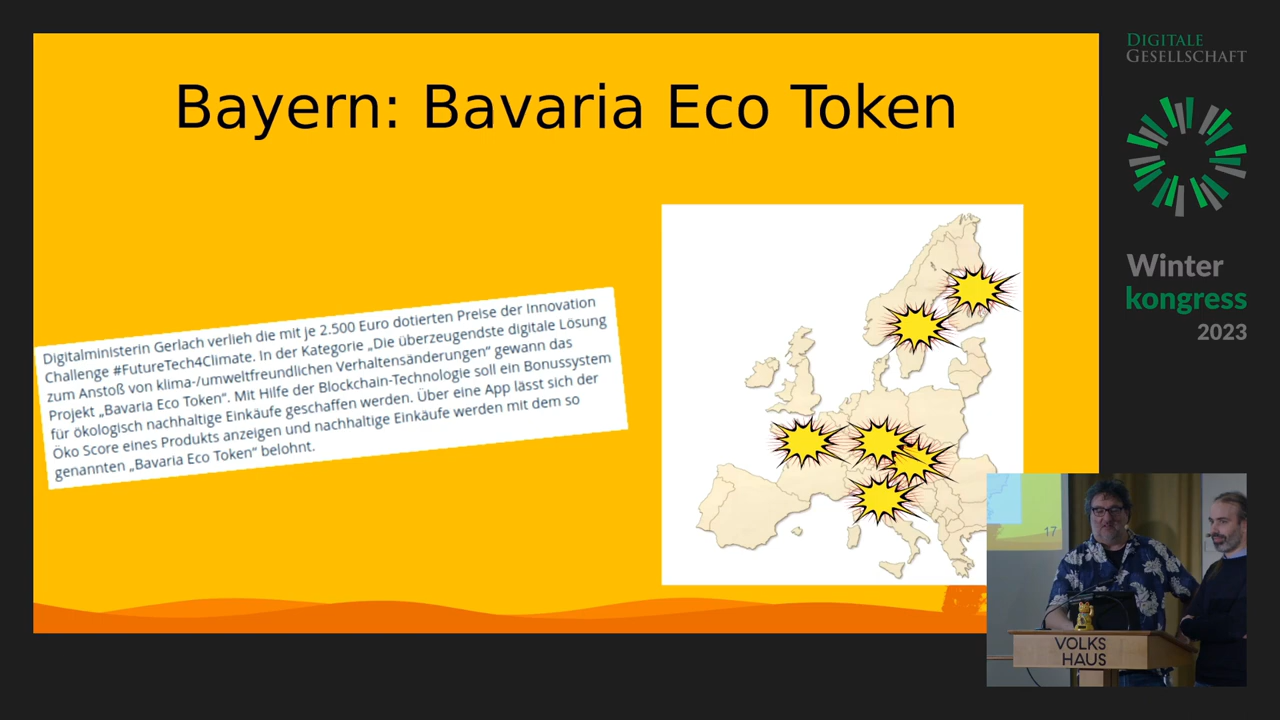 Bayern: Bavaria Eco Token
Digitalministerin Gerlach verlieh die mit je 2.500 Euro dotierten Preise der Innovation
Challenge #FutureTech4Climate. In der Kategorie „Die überzeugendste digitale Lösung
zum Anstoß von klima-/umweltfreundlichen Verhaltensänderungen“ gewann das
Projekt „Bavaria Eco Token“. Mit Hilfe der Blockchain-Technologie soll ein Bonussystem
für ökologisch nachhaltige Einkäufe geschaffen werden. Über eine App lässt sich der
Öko Score eines Produkts anzeigen und nachhaltige Einkäufe werden mit dem so
genannten „Bavaria Eco Token“ belohnt.
DIGITALE
GESELLSCHAFT
Winter
kongress
2023
17
VOLKS
HAUS